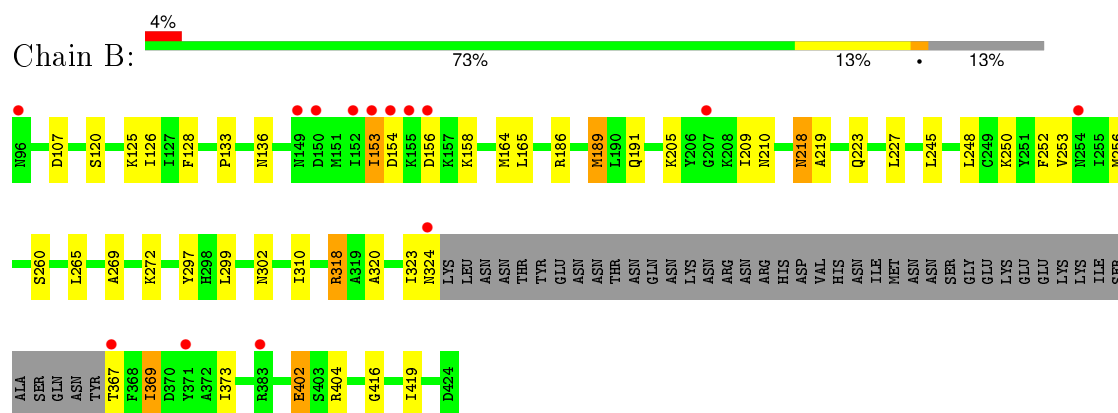 4%
Chain B:
73% 13% • 13%
N96 D107 S120 K125 I126 I127 F128 P133 N136 N149 D150 M151 I152 I153 D154 K155 D156 K157 K158 M164 L165 R186 M189 L190 Q191 K205 Y206 G207 K208 I209 N210 N218 A219 Q223 L227 L245 L248 C249 K250 Y251 F252 V253 N254 I255 M256
S260 L265 A269 K272 Y297 H298 L299 N302 I310 R318 A319 A320 I323 N324 LYS LEU ASN ASN THR TYR GLU ASN ASN THR ASN GLN ASN LYS ASN ARG ASN ARG HIS ASP VAL HIS ASN ILE MET ASN ASN SER GLY GLU LYS GLU GLU LYS LYS ILE SER
ALA SER GLN ASN TYR T367 F368 I369 D370 Y371 A372 I373 R383 E402 S403 R404 G416 I419 D424